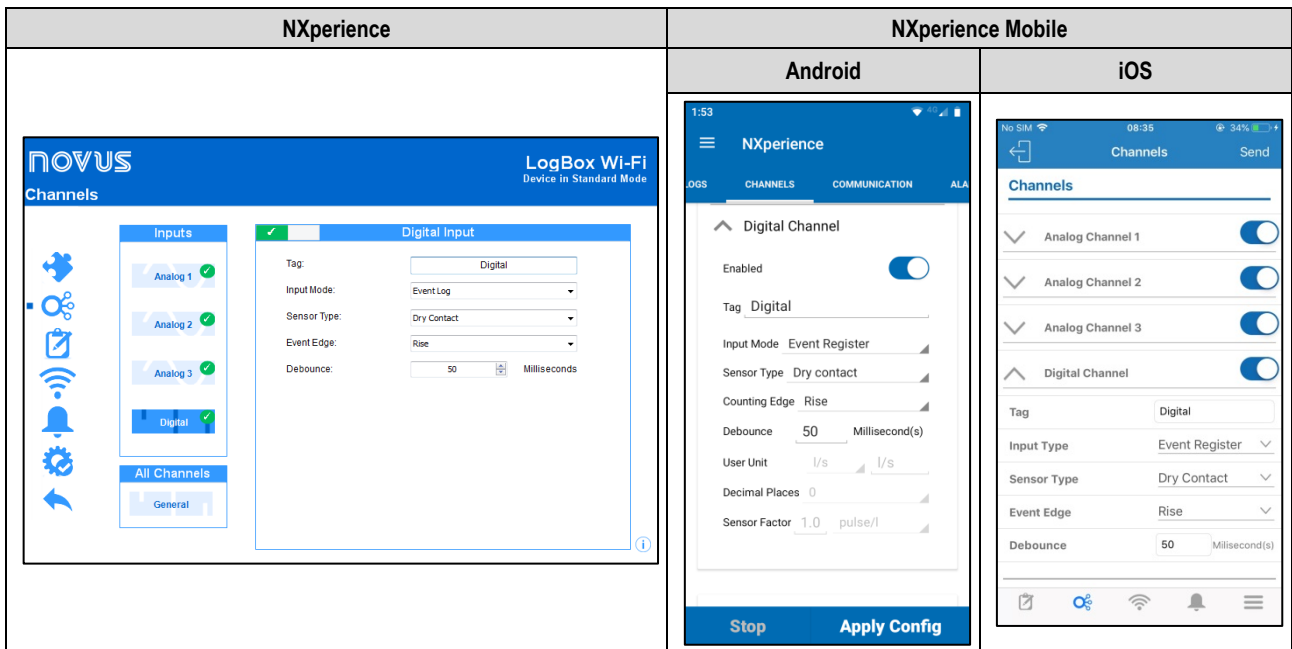 NXperience
NXperience Mobile
Android
iOS
novus
Channels
LogBox Wi-Fi
Device in Standard Mode
Inputs
Analog 1
Analog 2
Analog 3
Digital
All Channels
General
Digital Input
Tag: Digital
Input Mode: Event Log
Sensor Type: Dry Contact
Event Edge: Rise
Debounce: 50 Milliseconds
1:53 4G
NXperience
.OGS CHANNELS COMMUNICATION ALA
Digital Channel
Enabled
Tag Digital
Input Mode Event Register
Sensor Type Dry contact
Counting Edge Rise
Debounce 50 Millisecond(s)
User Unit l/s l/s
Decimal Places 0
Sensor Factor 1.0 pulse/l
Stop Apply Config
No SIM 08:35 34%
Channels Send
Channels
Analog Channel 1
Analog Channel 2
Analog Channel 3
Digital Channel
Tag Digital
Input Type Event Register
Sensor Type Dry Contact
Event Edge Rise
Debounce 50 Milisecond(s)